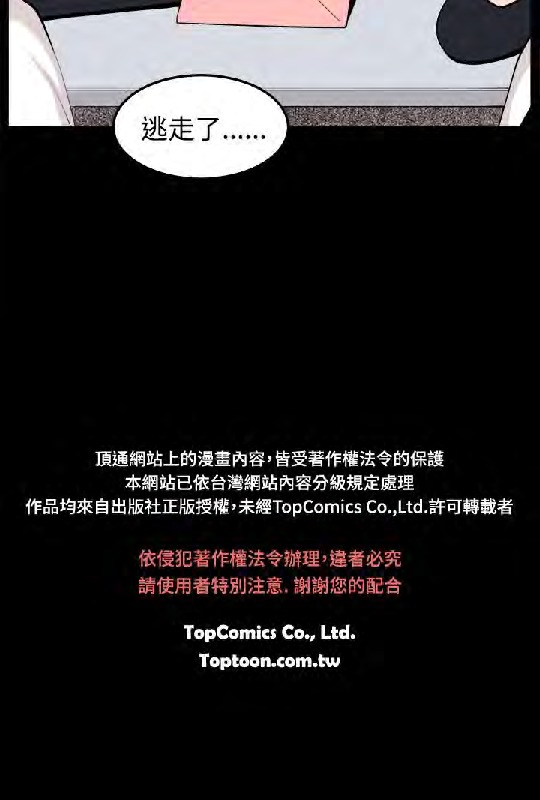 逃走了......
頂通網站上的漫畫內容，皆受著作權法令的保護
本網站已依台灣網站內容分級規定處理
作品均來自出版社正版授權，未經TopComics Co.,Ltd.許可轉載者
依侵犯著作權法令辦理，違者必究
請使用者特別注意. 謝謝您的配合
TopComics Co., Ltd.
Toptoon.com.tw